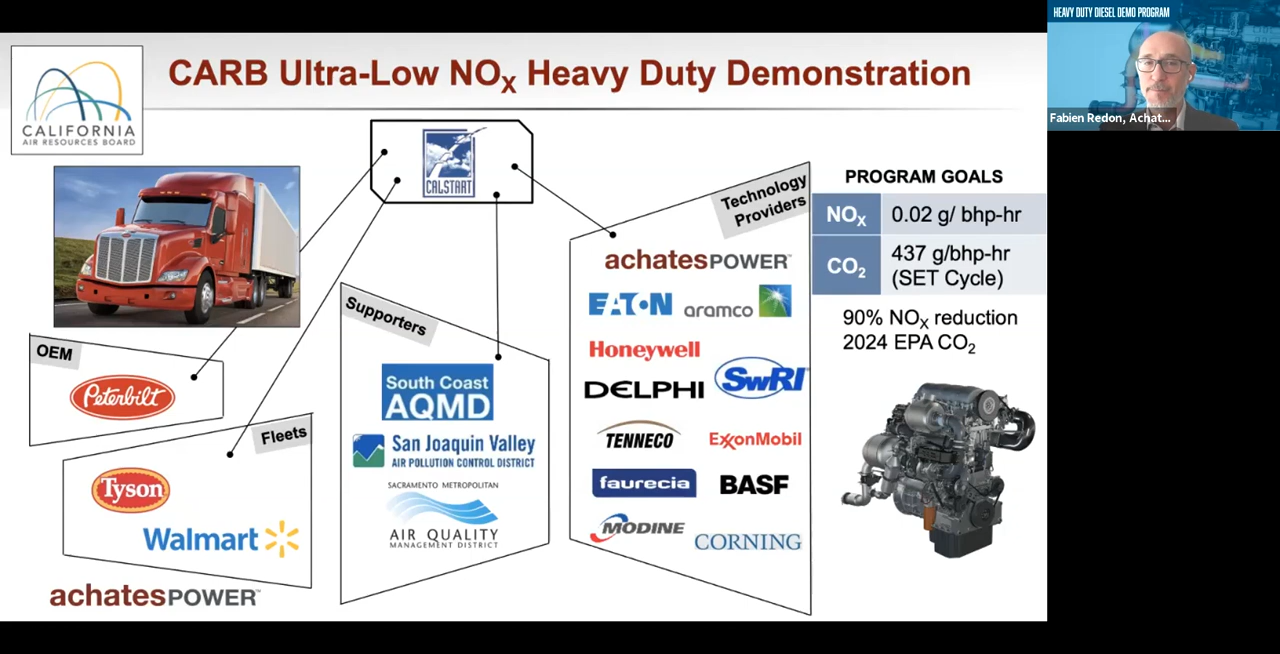 CARB Ultra-Low NOX Heavy Duty Demonstration
CALIFORNIA
AIR RESOURCES BOARD
CALSTART
OEM
Peterbilt
Fleets
Tyson
Walmart
achatesPOWER™
Supporters
South Coast
AQMD
San Joaquin Valley
AIR POLLUTION CONTROL DISTRICT
SACRAMENTO METROPOLITAN
AIR QUALITY
MANAGEMENT DISTRICT
Technology
Providers
achatesPOWER™
EATON
aramco
Honeywell
DELPHI
SwRI
TENNECO
ExxonMobil
faurecia
BASF
MODINE
CORNING
PROGRAM GOALS
NOX 0.02 g/ bhp-hr
CO2 437 g/bhp-hr
(SET Cycle)
90% NOX reduction
2024 EPA CO2
HEAVY DUTY DIESEL DEMO PROGRAM
Fabien Redon, Achat...